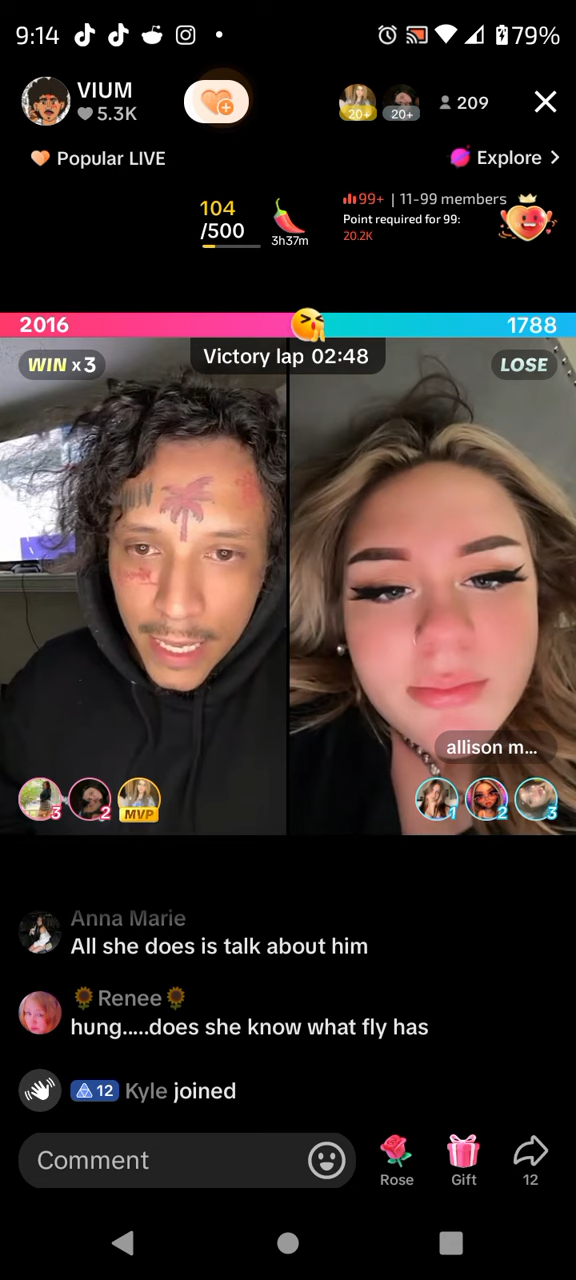 9:14
79%
VIUM
5.3K
20+
20+
209
Popular LIVE
Explore
104
/500
3h37m
99+ | 11-99 members
Point required for 99:
20.2K
2016
1788
WIN x3
Victory lap 02:48
LOSE
allison m...
3
2
MVP
1
2
3
Anna Marie
All she does is talk about him
🌻Renee🌻
hung.....does she know what fly has
12 Kyle joined
Comment
Rose
Gift
12